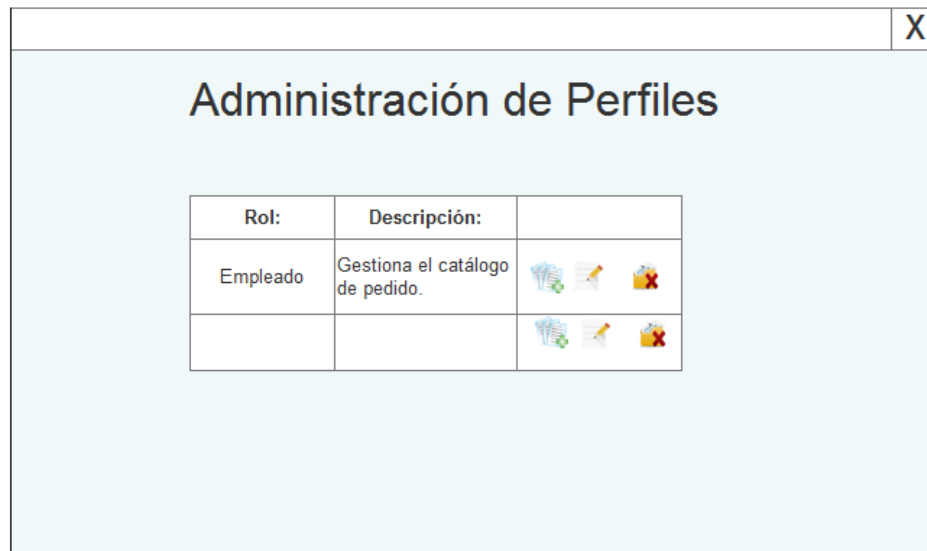 X
Administración de Perfiles
Rol: Descripción:
Empleado Gestiona el catálogo
de pedido.